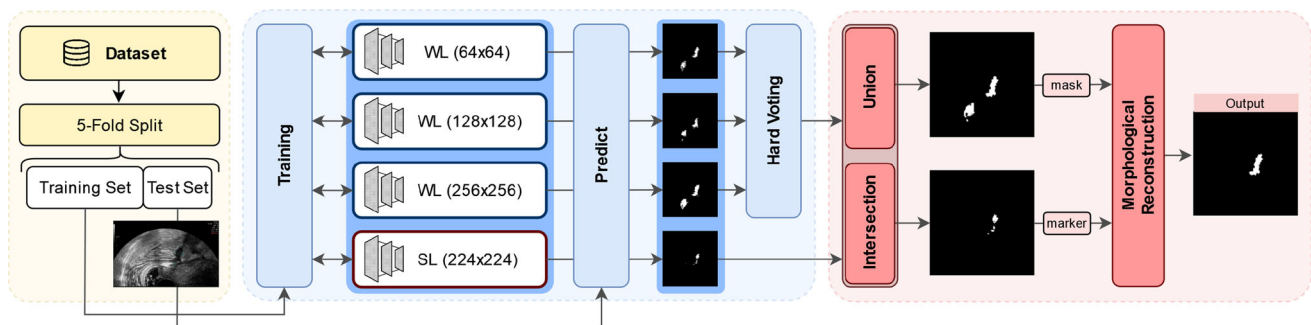 Dataset
5-Fold Split
Training Set
Test Set
Training
WL (64x64)
WL (128x128)
WL (256x256)
SL (224x224)
Predict
Hard Voting
Union
Intersection
mask
marker
Morphological
Reconstruction
Output